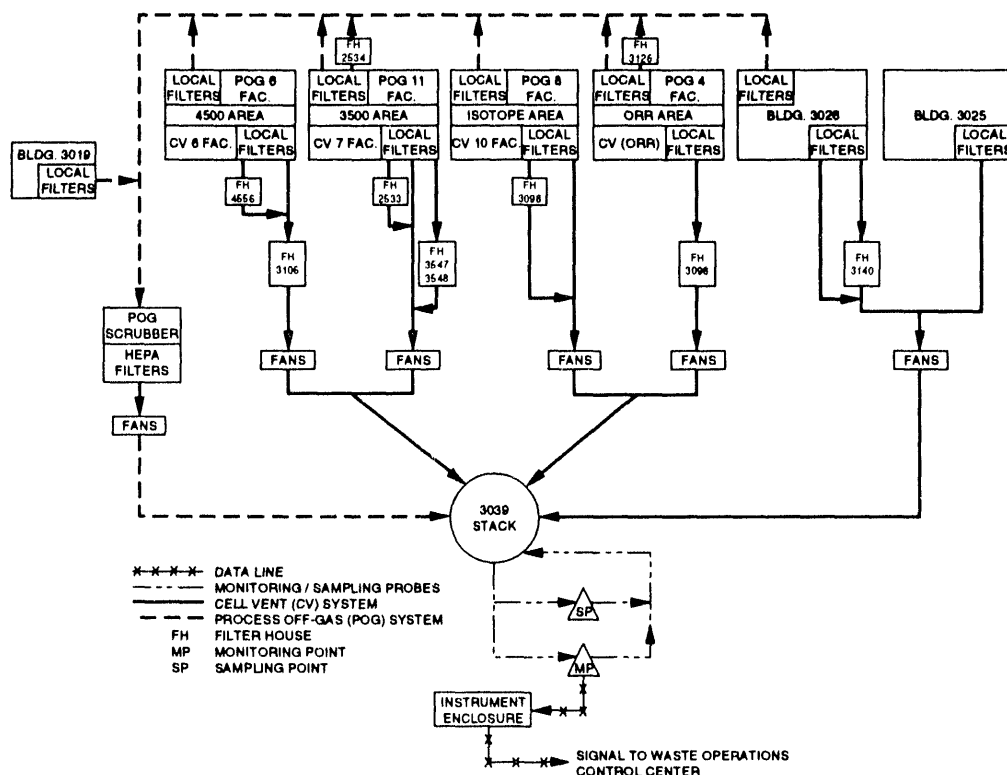 FH
2534
FH
3126
LOCAL
FILTERS
POG 6
FAC.
4500 AREA
CV 6 FAC.
LOCAL
FILTERS
LOCAL
FILTERS
POG 11
FAC.
3500 AREA
CV 7 FAC.
LOCAL
FILTERS
LOCAL
FILTERS
POG 8
FAC.
ISOTOPE AREA
CV 10 FAC
LOCAL
FILTERS
LOCAL
FILTERS
POG 4
FAC.
ORR AREA
CV (ORR)
LOCAL
FILTERS
LOCAL
FILTERS
BLDG. 3026
LOCAL
FILTERS
BLDG. 3025
LOCAL
FILTERS
BLDG. 3019
LOCAL
FILTERS
FH
4556
FH
2533
FH
3098
FH
3106
FH
3547
3548
FH
3098
FH
3140
POG
SCRUBBER
HEPA
FILTERS
FANS
FANS
FANS
FANS
FANS
FANS
3039
STACK
DATA LINE
MONITORING / SAMPLING PROBES
CELL VENT (CV) SYSTEM
PROCESS OFF-GAS (POG) SYSTEM
FH FILTER HOUSE
MP MONITORING POINT
SP SAMPLING POINT
SP
MP
INSTRUMENT
ENCLOSURE
SIGNAL TO WASTE OPERATIONS
CONTROL CENTER